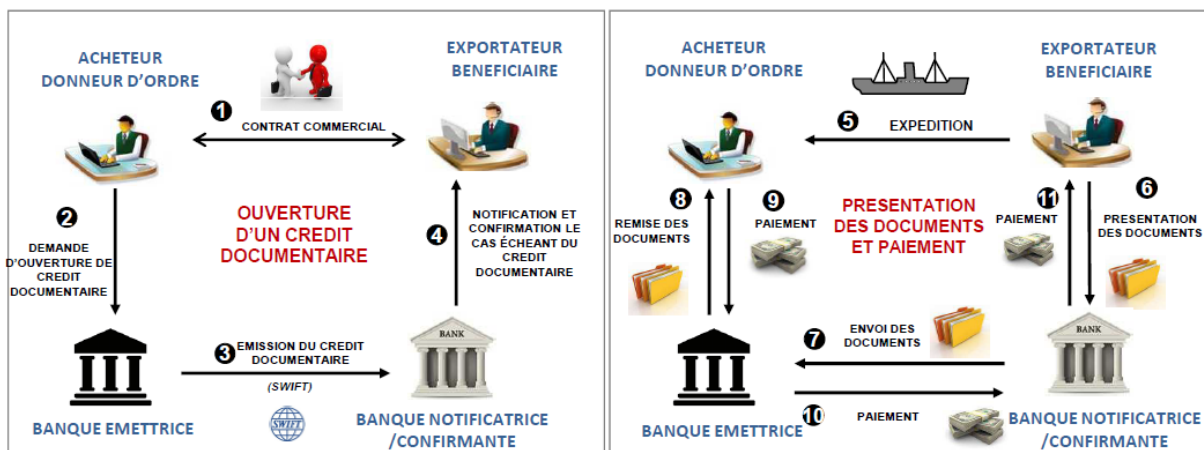 ACHETEUR
DONNEUR D'ORDRE
EXPORTATEUR
BENEFICIAIRE
1
CONTRAT COMMERCIAL
2
DEMANDE
D'OUVERTURE DE
CREDIT
DOCUMENTAIRE
OUVERTURE
D'UN CREDIT
DOCUMENTAIRE
4
NOTIFICATION ET
CONFIRMATION LE
CAS ÉCHEANT DU
CREDIT
DOCUMENTAIRE
3
EMISSION DU CREDIT
DOCUMENTAIRE
(SWIFT)
SWIFT
BANK
BANQUE EMETTRICE
BANQUE NOTIFICATRICE
/CONFIRMANTE
ACHETEUR
DONNEUR D'ORDRE
EXPORTATEUR
BENEFICIAIRE
5
EXPEDITION
8
REMISE DES
DOCUMENTS
9
PAIEMENT
PRESENTATION
DES DOCUMENTS
ET PAIEMENT
11
PAIEMENT
6
PRESENTATION
DES DOCUMENTS
7
ENVOI DES
DOCUMENTS
BANK
10
PAIEMENT
BANQUE EMETTRICE
BANQUE NOTIFICATRICE
/CONFIRMANTE